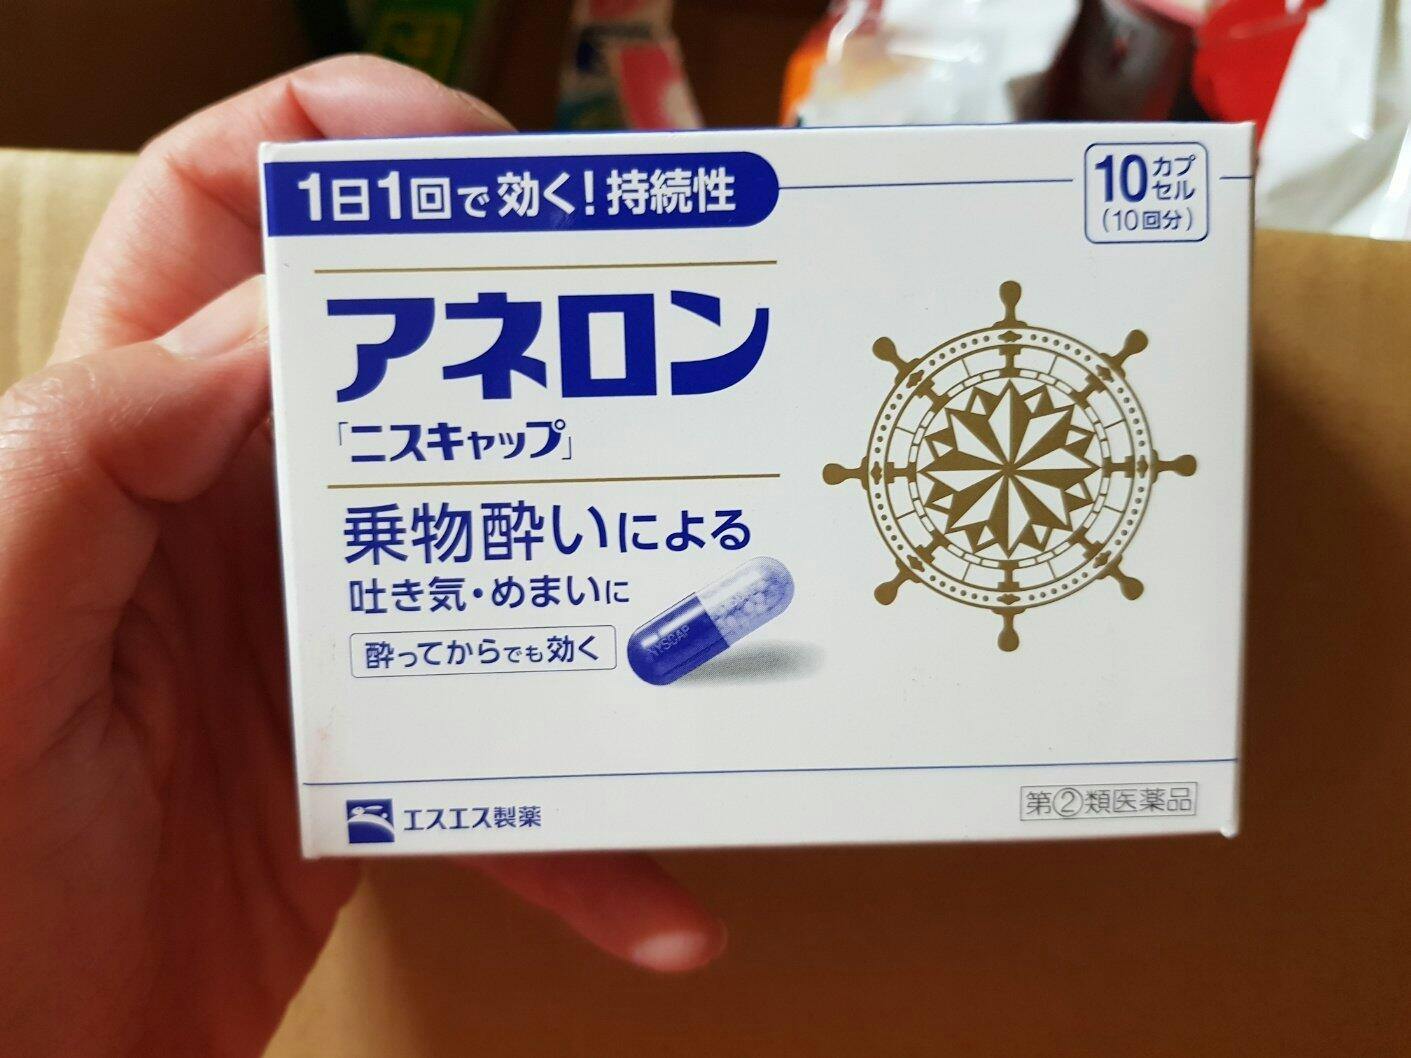 1日1回で効く!持続性
10カプセル
(10回分)
アネロン
「ニスキャップ」
乗物酔いによる
吐き気・めまいに
酔ってからでも効く
NYSCAP
エスエス製薬
第②類医薬品